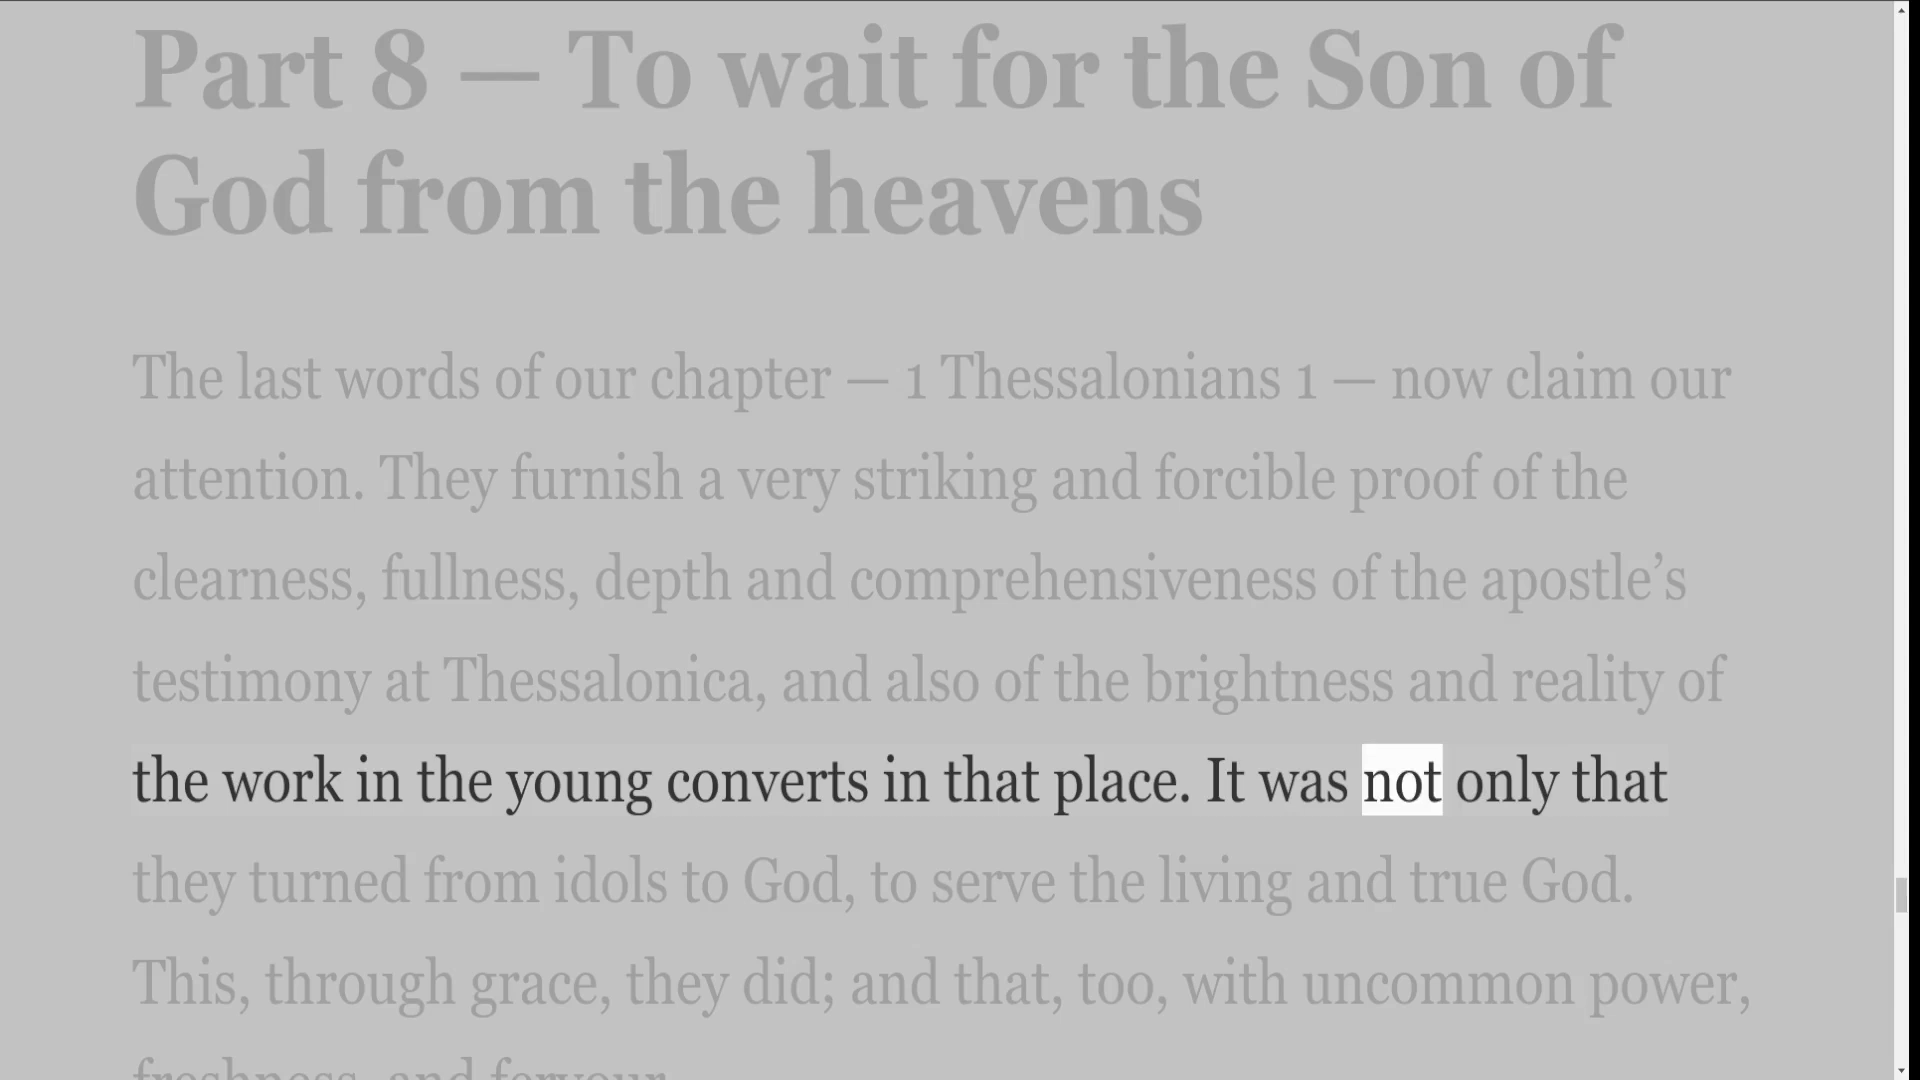 Part 8 — To wait for the Son of
God from the heavens
The last words of our chapter — 1 Thessalonians 1 — now claim our
attention. They furnish a very striking and forcible proof of the
clearness, fullness, depth and comprehensiveness of the apostle’s
testimony at Thessalonica, and also of the brightness and reality of
the work in the young converts in that place. It was not only that
they turned from idols to God, to serve the living and true God.
This, through grace, they did; and that, too, with uncommon power,
freshness, and fervour.